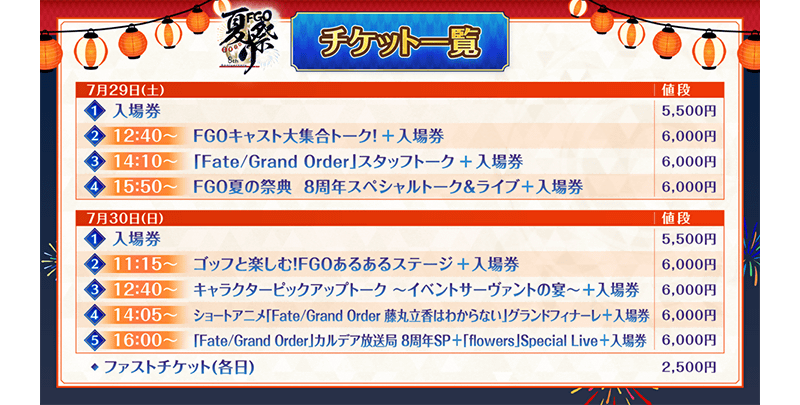 FGO
夏祭り
チケット一覧
7月29日(土) 値段
1 入場券 5,500円
2 12:40～ FGOキャスト大集合トーク!＋入場券 6,000円
3 14:10～ 「Fate/Grand Order」スタッフトーク＋入場券 6,000円
4 15:50～ FGO夏の祭典 8周年スペシャルトーク&ライブ＋入場券 6,000円
7月30日(日) 値段
1 入場券 5,500円
2 11:15～ ゴッフと楽しむ!FGOあるあるステージ＋入場券 6,000円
3 12:40～ キャラクターピックアップトーク ～イベントサーヴァントの宴～＋入場券 6,000円
4 14:05～ ショートアニメ「Fate/Grand Order 藤丸立香はわからない」グランドフィナーレ＋入場券 6,000円
5 16:00～ 「Fate/Grand Order」カルデア放送局 8周年SP＋「flowers」Special Live＋入場券 6,000円
ファストチケット(各日) 2,500円